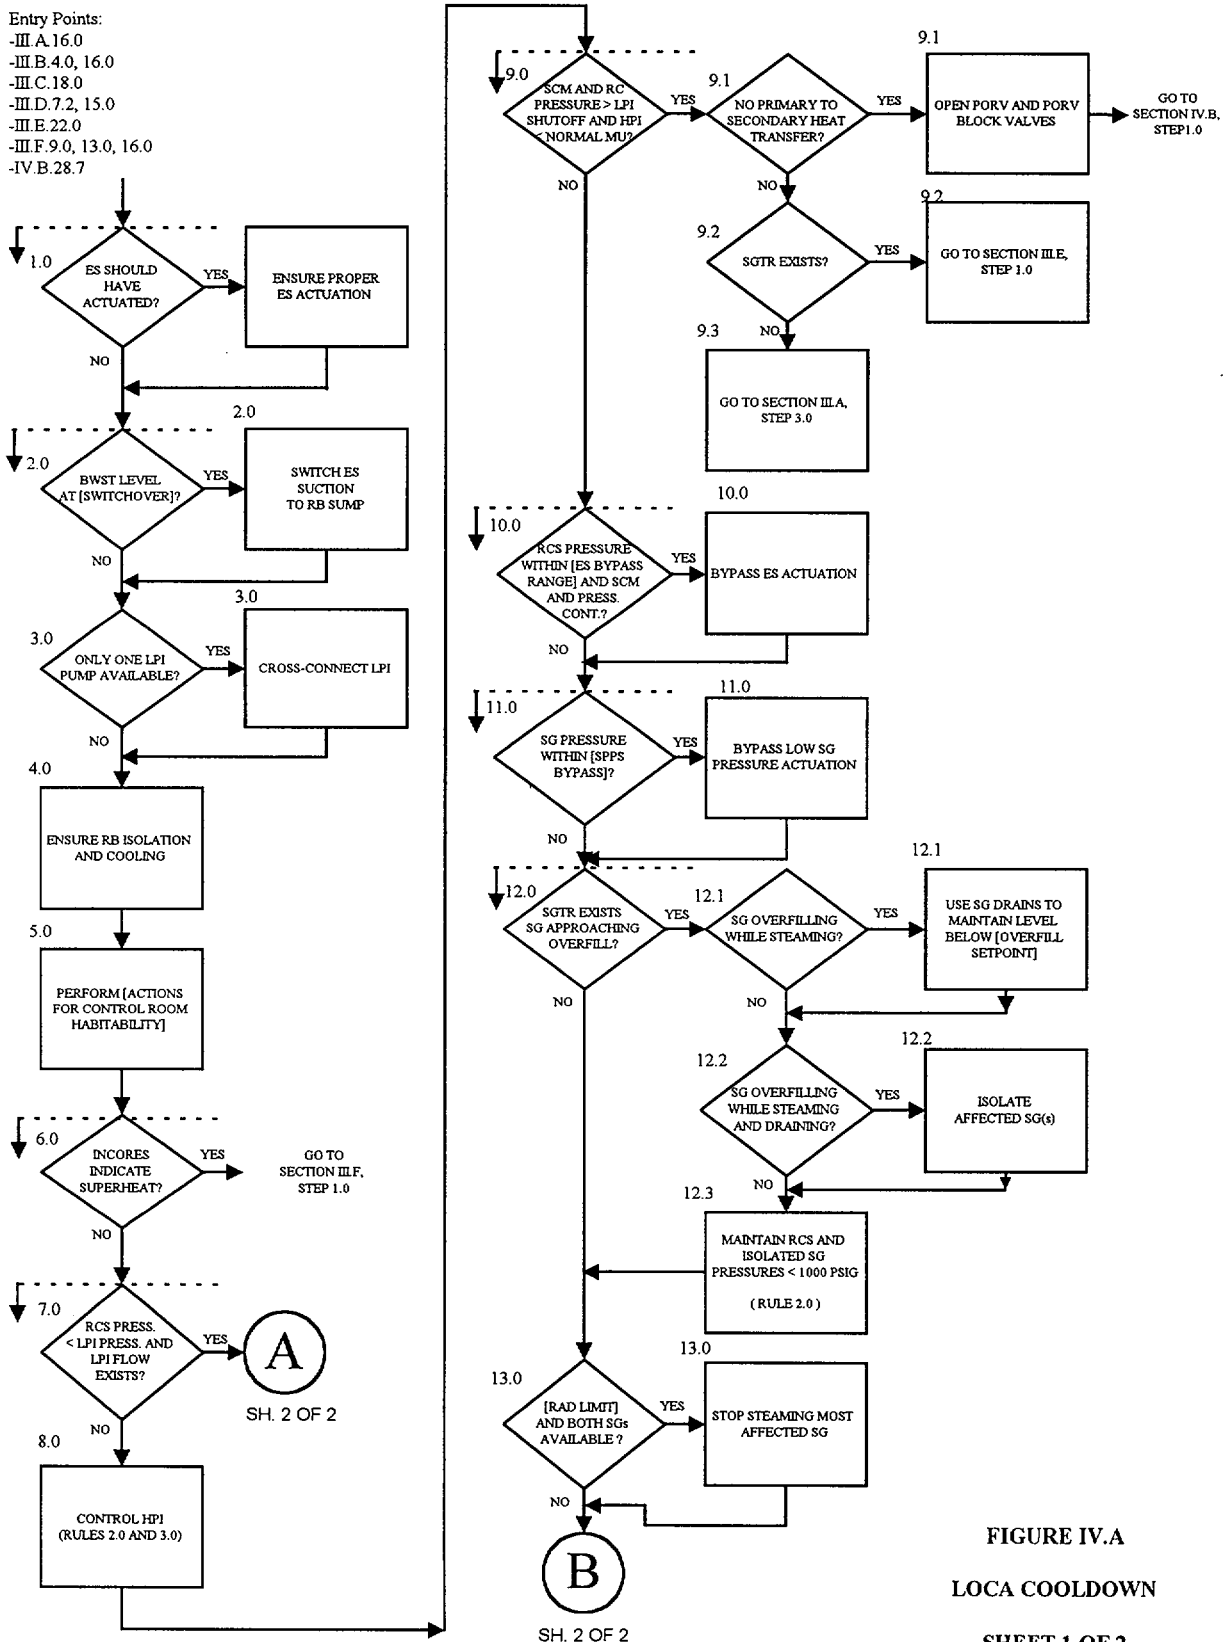 Entry Points:
-III.A.16.0
-III.B.4.0, 16.0
-III.C.18.0
-III.D.7.2, 15.0
-III.E.22.0
-III.F.9.0, 13.0, 16.0
-IV.B.28.7
1.0
ES SHOULD
HAVE
ACTUATED?
YES
ENSURE PROPER
ES ACTUATION
NO
2.0
2.0
BWST LEVEL
AT [SWITCHOVER]?
YES
SWITCH ES
SUCTION
TO RB SUMP
NO
3.0
3.0
ONLY ONE LPI
PUMP AVAILABLE?
YES
CROSS-CONNECT LPI
NO
4.0
ENSURE RB ISOLATION
AND COOLING
5.0
PERFORM [ACTIONS
FOR CONTROL ROOM
HABITABILITY]
6.0
INCORES
INDICATE
SUPERHEAT?
YES
GO TO
SECTION III.F,
STEP 1.0
NO
7.0
RCS PRESS.
< LPI PRESS. AND
LPI FLOW
EXISTS?
YES
A
SH. 2 OF 2
NO
8.0
CONTROL HPI
(RULES 2.0 AND 3.0)
9.0
SCM AND RC
PRESSURE > LPI
SHUTOFF AND HPI
< NORMAL MU?
YES
9.1
NO PRIMARY TO
SECONDARY HEAT
TRANSFER?
YES
9.1
OPEN PORV AND PORV
BLOCK VALVES
GO TO
SECTION IV.B,
STEP1.0
NO
NO
9.2
SGTR EXISTS?
YES
9.2
GO TO SECTION III.E,
STEP 1.0
NO
9.3
GO TO SECTION III.A,
STEP 3.0
10.0
10.0
RCS PRESSURE
WITHIN [ES BYPASS
RANGE] AND SCM
AND PRESS.
CONT.?
YES
BYPASS ES ACTUATION
NO
11.0
11.0
SG PRESSURE
WITHIN [SPPS
BYPASS]?
YES
BYPASS LOW SG
PRESSURE ACTUATION
NO
12.0
SGTR EXISTS
SG APPROACHING
OVERFILL?
YES
12.1
SG OVERFILLING
WHILE STEAMING?
YES
12.1
USE SG DRAINS TO
MAINTAIN LEVEL
BELOW [OVERFILL
SETPOINT]
NO
NO
12.2
SG OVERFILLING
WHILE STEAMING
AND DRAINING?
YES
12.2
ISOLATE
AFFECTED SG(s)
NO
12.3
MAINTAIN RCS AND
ISOLATED SG
PRESSURES < 1000 PSIG
( RULE 2.0 )
13.0
13.0
[RAD LIMIT]
AND BOTH SGs
AVAILABLE ?
YES
STOP STEAMING MOST
AFFECTED SG
NO
B
SH. 2 OF 2
FIGURE IV.A
LOCA COOLDOWN
SHEET 1 OF 2